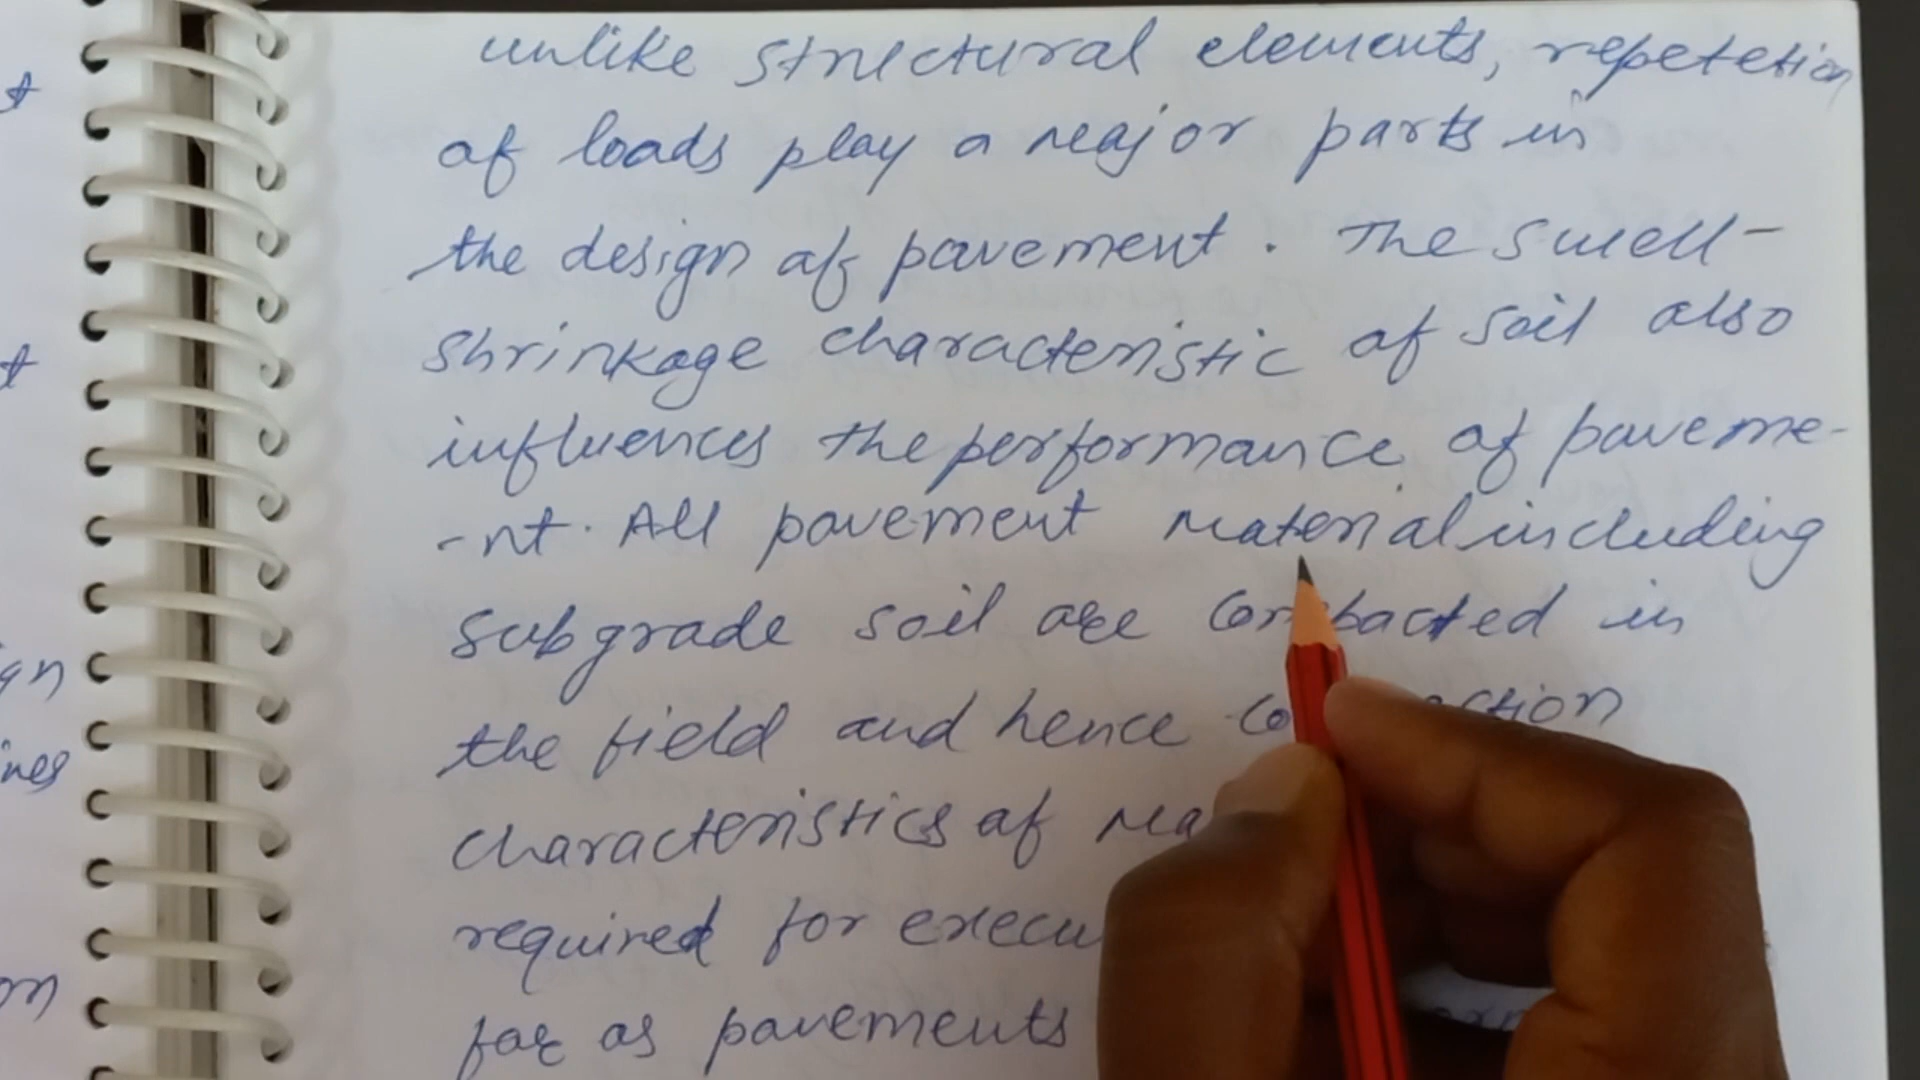 unlike structural elements, repetetion
of loads play a major parts in
the design of pavement. The swell-
shrinkage characteristic of soil also
influences the performance of paveme-
-nt. All pavement material including
subgrade soil are compacted in
the field and hence
characteristics of
required for
far as pavements